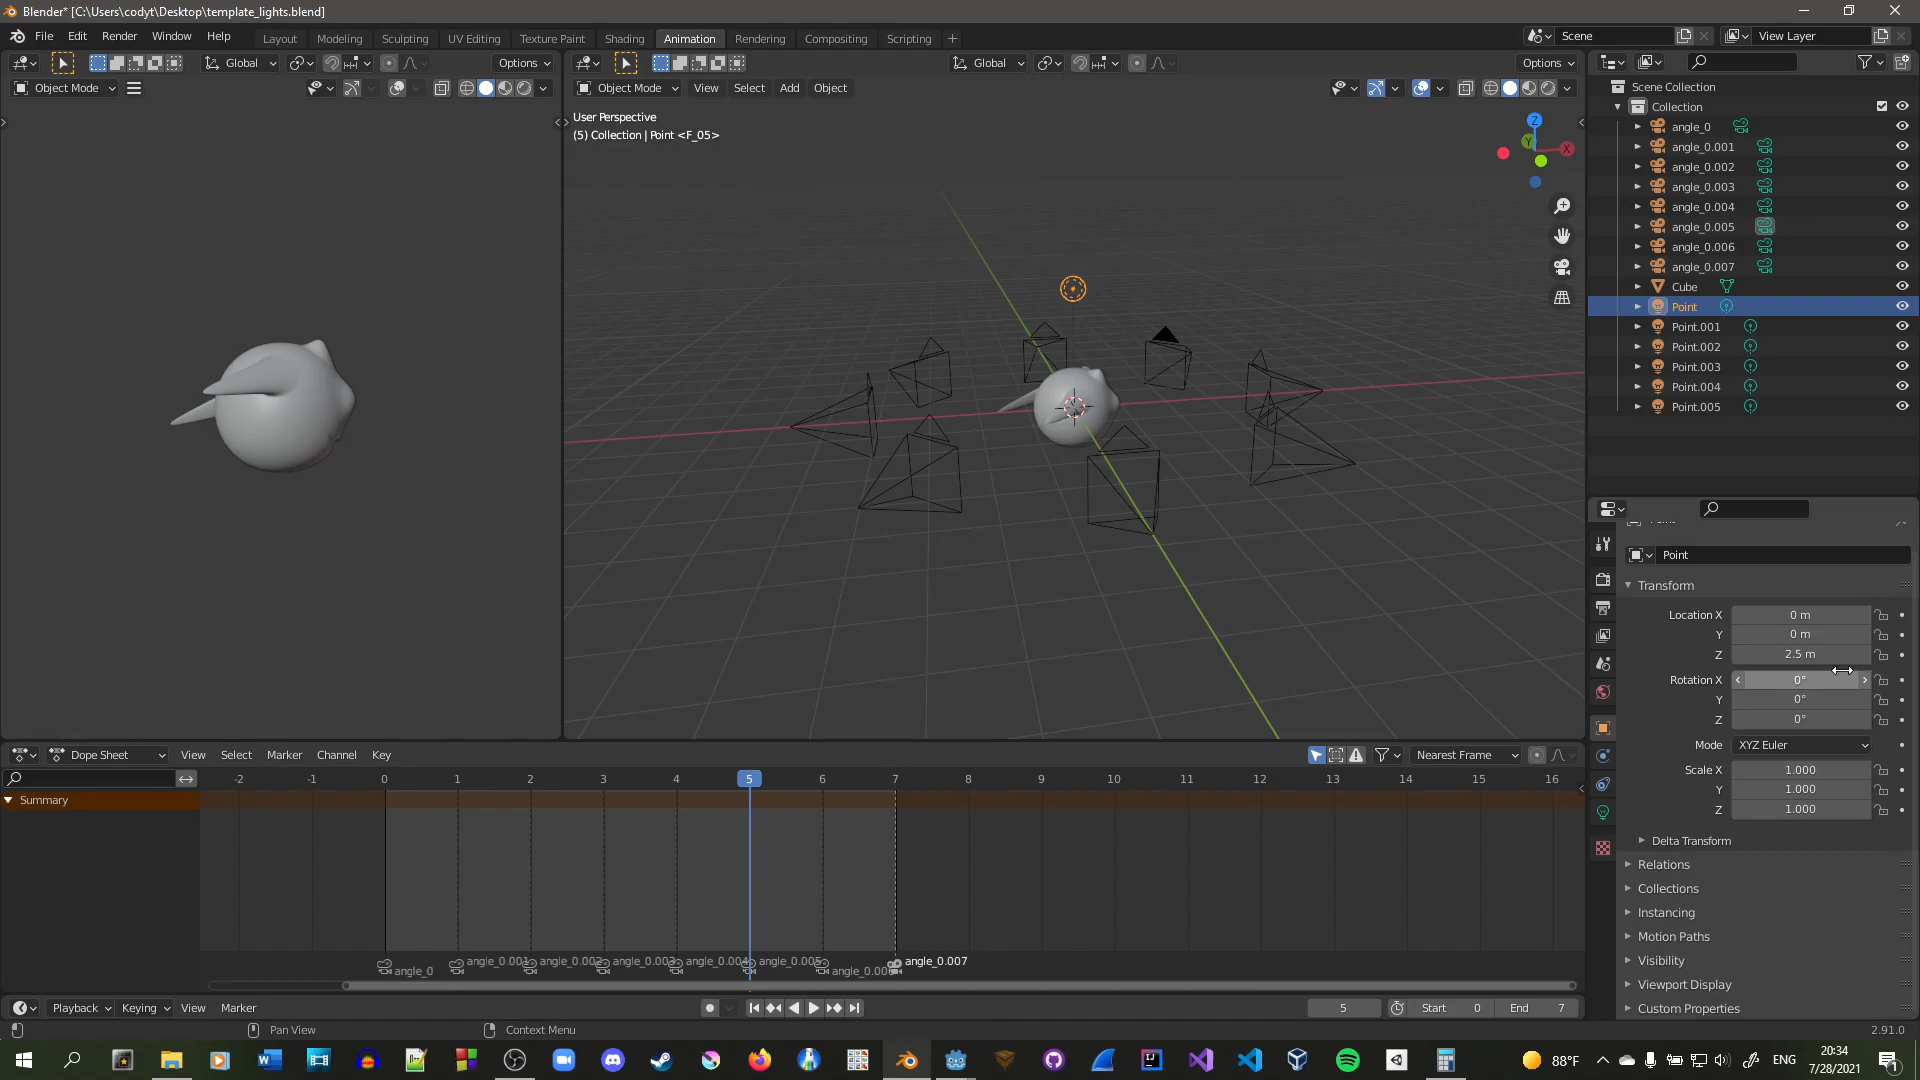 Blender* [C:\Users\codyt\Desktop\template_lights.blend]
File Edit Render Window Help
Layout Modeling Sculpting UV Editing Texture Paint Shading Animation Rendering Compositing Scripting
Scene
View Layer
Global
Options
Global
Options
Object Mode
Object Mode View Select Add Object
User Perspective
(5) Collection | Point <F_05>
Z
Y
X
Scene Collection
Collection
angle_0
angle_0.001
angle_0.002
angle_0.003
angle_0.004
angle_0.005
angle_0.006
angle_0.007
Cube
Point
Point.001
Point.002
Point.003
Point.004
Point.005
Point
Transform
Location X 0 m
Y 0 m
Z 2.5 m
Rotation X 0°
Y 0°
Z 0°
Mode XYZ Euler
Scale X 1.000
Y 1.000
Z 1.000
Delta Transform
Relations
Collections
Instancing
Motion Paths
Visibility
Viewport Display
Custom Properties
Dope Sheet View Select Marker Channel Key
Nearest Frame
-2 -1 0 1 2 3 4 5 6 7 8 9 10 11 12 13 14 15 16
Summary
angle_0 angle_0.001 angle_0.002 angle_0.003 angle_0.004 angle_0.005 angle_0.00 angle_0.007
Playback Keying View Marker
5
Start 0 End 7
Pan View
Context Menu
2.91.0
88°F
ENG
20:34
7/28/2021
1